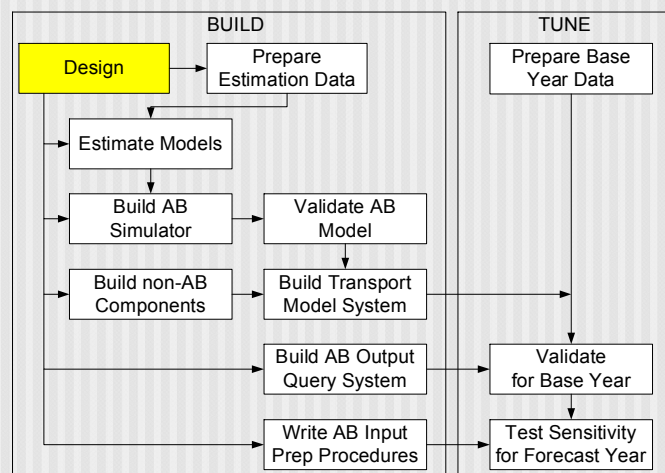 BUILD
TUNE
Design
Prepare
Estimation Data
Prepare Base
Year Data
Estimate Models
Build AB
Simulator
Validate AB
Model
Build non-AB
Components
Build Transport
Model System
Build AB Output
Query System
Validate
for Base Year
Write AB Input
Prep Procedures
Test Sensitivity
for Forecast Year